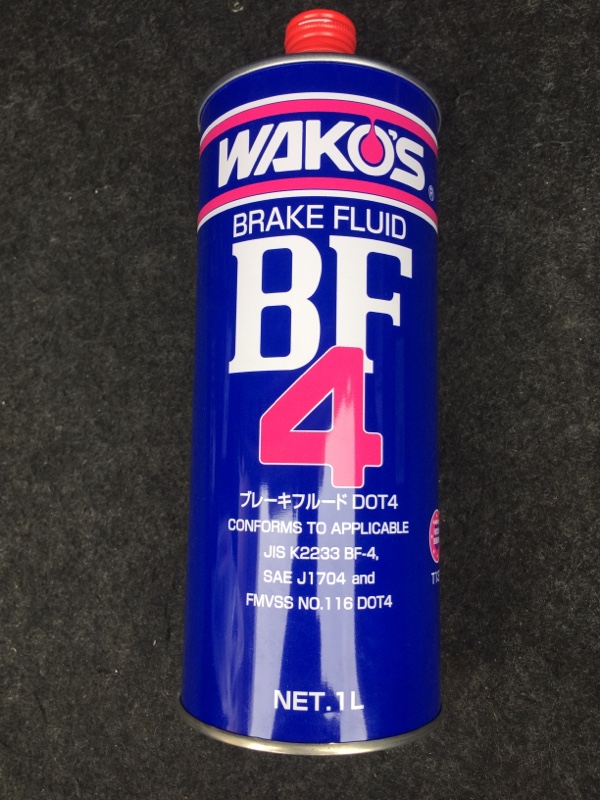 WAKO'S®
BRAKE FLUID
BF
4
ブレーキフルード DOT4
CONFORMS TO APPLICABLE
JIS K2233 BF-4,
SAE J1704 and
FMVSS NO.116 DOT4
NET.1L